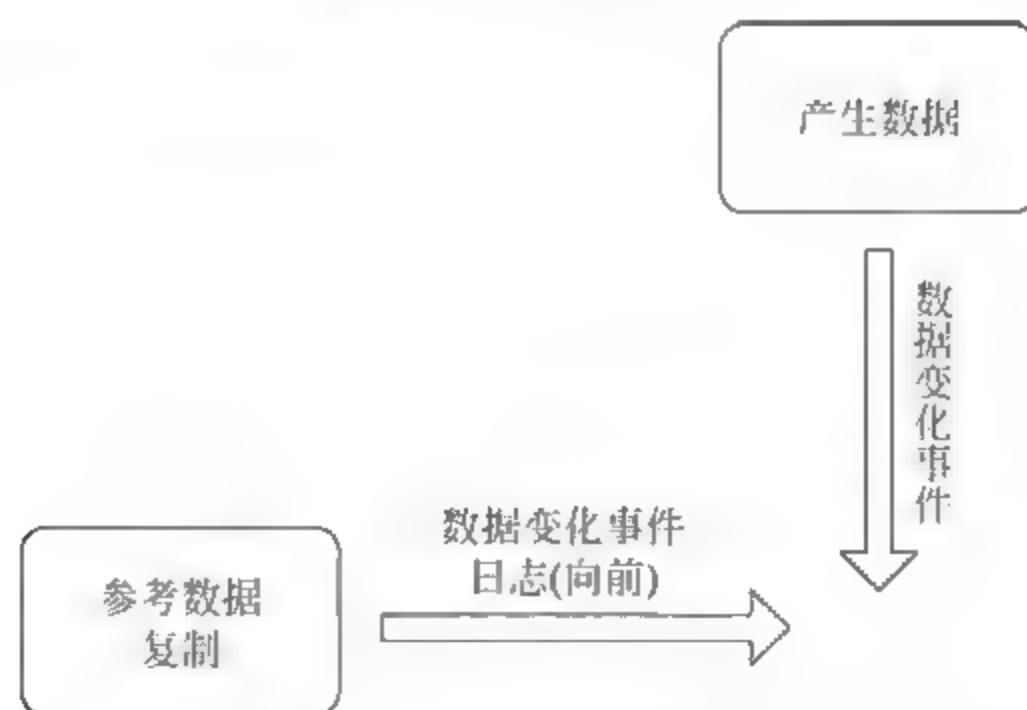 产生数据
数据变化事件
数据变化事件
日志(向前)
参考数据
复制